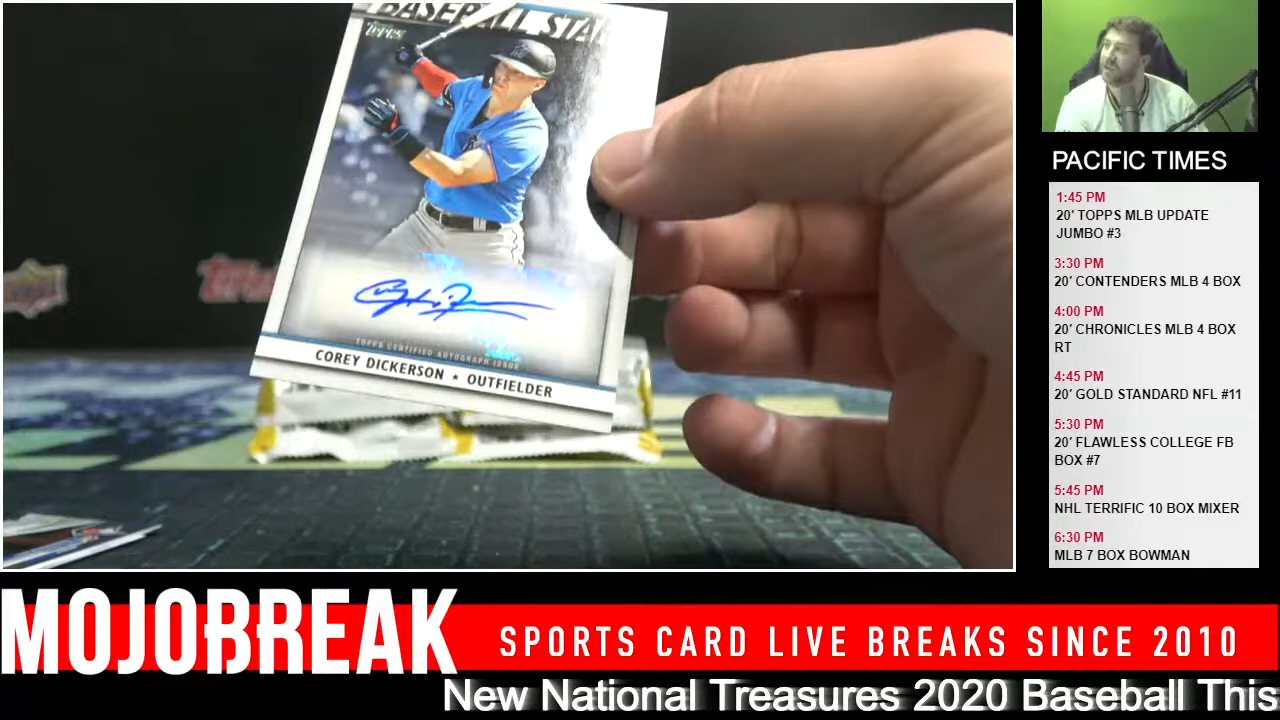 BASEBALL STA
TOPPS
TOPPS CERTIFIED AUTOGRAPH ISSUE
COREY DICKERSON ★ OUTFIELDER
Topps
PACIFIC TIMES
1:45 PM
20' TOPPS MLB UPDATE
JUMBO #3
3:30 PM
20' CONTENDERS MLB 4 BOX
4:00 PM
20' CHRONICLES MLB 4 BOX
RT
4:45 PM
20' GOLD STANDARD NFL #11
5:30 PM
20' FLAWLESS COLLEGE FB
BOX #7
5:45 PM
NHL TERRIFIC 10 BOX MIXER
6:30 PM
MLB 7 BOX BOWMAN
MOJOBREAK
SPORTS CARD LIVE BREAKS SINCE 2010
New National Treasures 2020 Baseball This